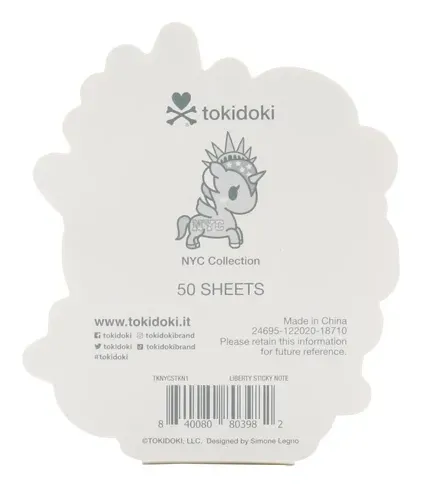 tokidoki
NYC
NYC Collection
50 SHEETS
www.tokidoki.it
tokidoki tokidokibrand
tokidoki tokidokibrand
#tokidoki
Made in China
24695-122020-18710
Please retain this information
for future reference.
TKNYCSTKN1 LIBERTY STICKY NOTE
8 40080 80398 2
©TOKIDOKI, LLC. Designed by Simone Legno